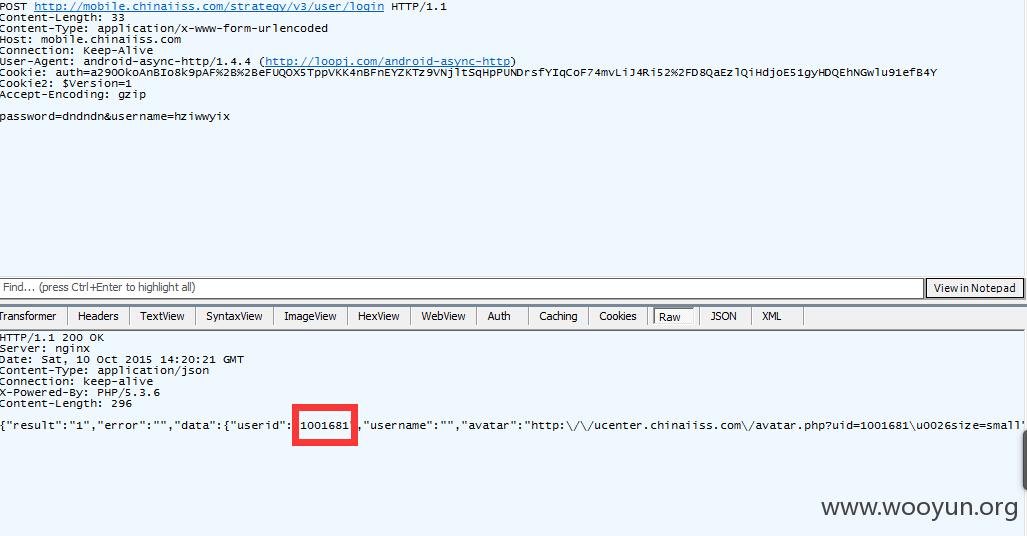 POST http://mobile.chinaiiss.com/strategy/v3/user/login HTTP/1.1
Content-Length: 33
Content-Type: application/x-www-form-urlencoded
Host: mobile.chinaiiss.com
Connection: Keep-Alive
User-Agent: android-async-http/1.4.4 (http://loopj.com/android-async-http)
Cookie: auth=a29OOkoAnBIo8k9pAF%2B%2BeFUQOX5TppVKK4nBFnEYZKTz9VNjltSqHpPUNDrsfYIqCoF74mvLiJ4Ri52%2FD8QaEzlQiHdjoE51gyHDQEhNGwlu91efB4Y
Cookie2: $Version=1
Accept-Encoding: gzip
password=dndndn&username=hziwwyix
Find... (press Ctrl+Enter to highlight all)
View in Notepad
Transformer Headers TextView SyntaxView ImageView HexView WebView Auth Caching Cookies Raw JSON XML
HTTP/1.1 200 OK
Server: nginx
Date: Sat, 10 Oct 2015 14:20:21 GMT
Content-Type: application/json
Connection: keep-alive
X-Powered-By: PHP/5.3.6
Content-Length: 296
{"result":"1","error":"","data":{"userid":"1001681","username":"","avatar":"http:\/\/ucenter.chinaiiss.com\/avatar.php?uid=1001681\u0026size=small"
www.wooyun.org